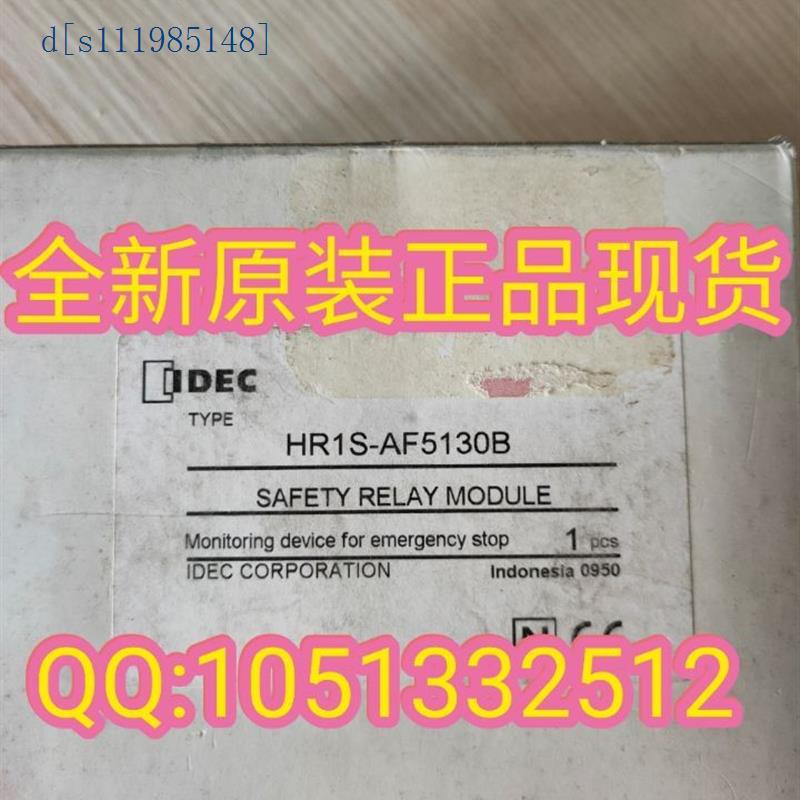 d[s111985148]
全新原装正品现货
IDEC
TYPE
HR1S-AF5130B
SAFETY RELAY MODULE
Monitoring device for emergency stop 1 pcs
IDEC CORPORATION Indonesia 0950
QQ:1051332512